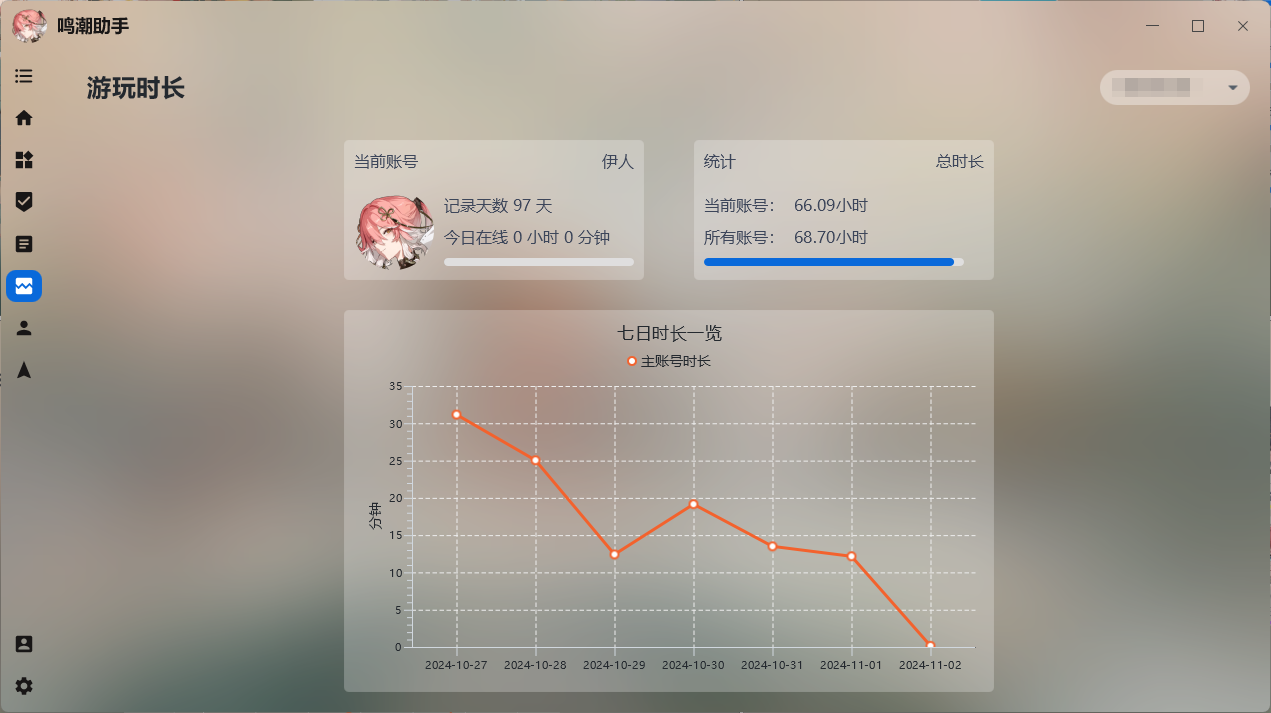 鸣潮助手
游玩时长
当前账号 伊人
记录天数 97 天
今日在线 0 小时 0 分钟
统计 总时长
当前账号： 66.09小时
所有账号： 68.70小时
七日时长一览
主账号时长
分钟
35
30
25
20
15
10
5
0
2024-10-27 2024-10-28 2024-10-29 2024-10-30 2024-10-31 2024-11-01 2024-11-02